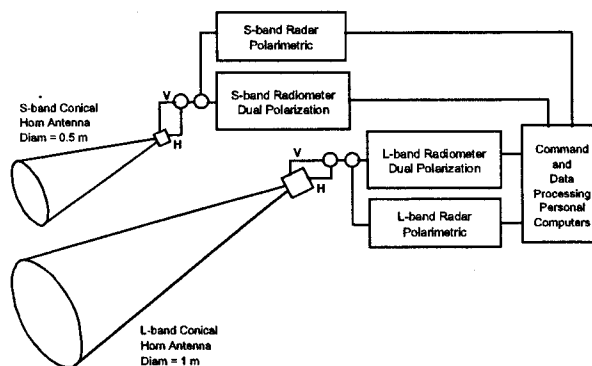 S-band Radar
Polarimetric
S-band Radiometer
Dual Polarization
V
H
S-band Conical
Horn Antenna
Diam = 0.5 m
L-band Radiometer
Dual Polarization
V
H
L-band Radar
Polarimetric
Command
and
Data
Processing
Personal
Computers
L-band Conical
Horn Antenna
Diam = 1 m